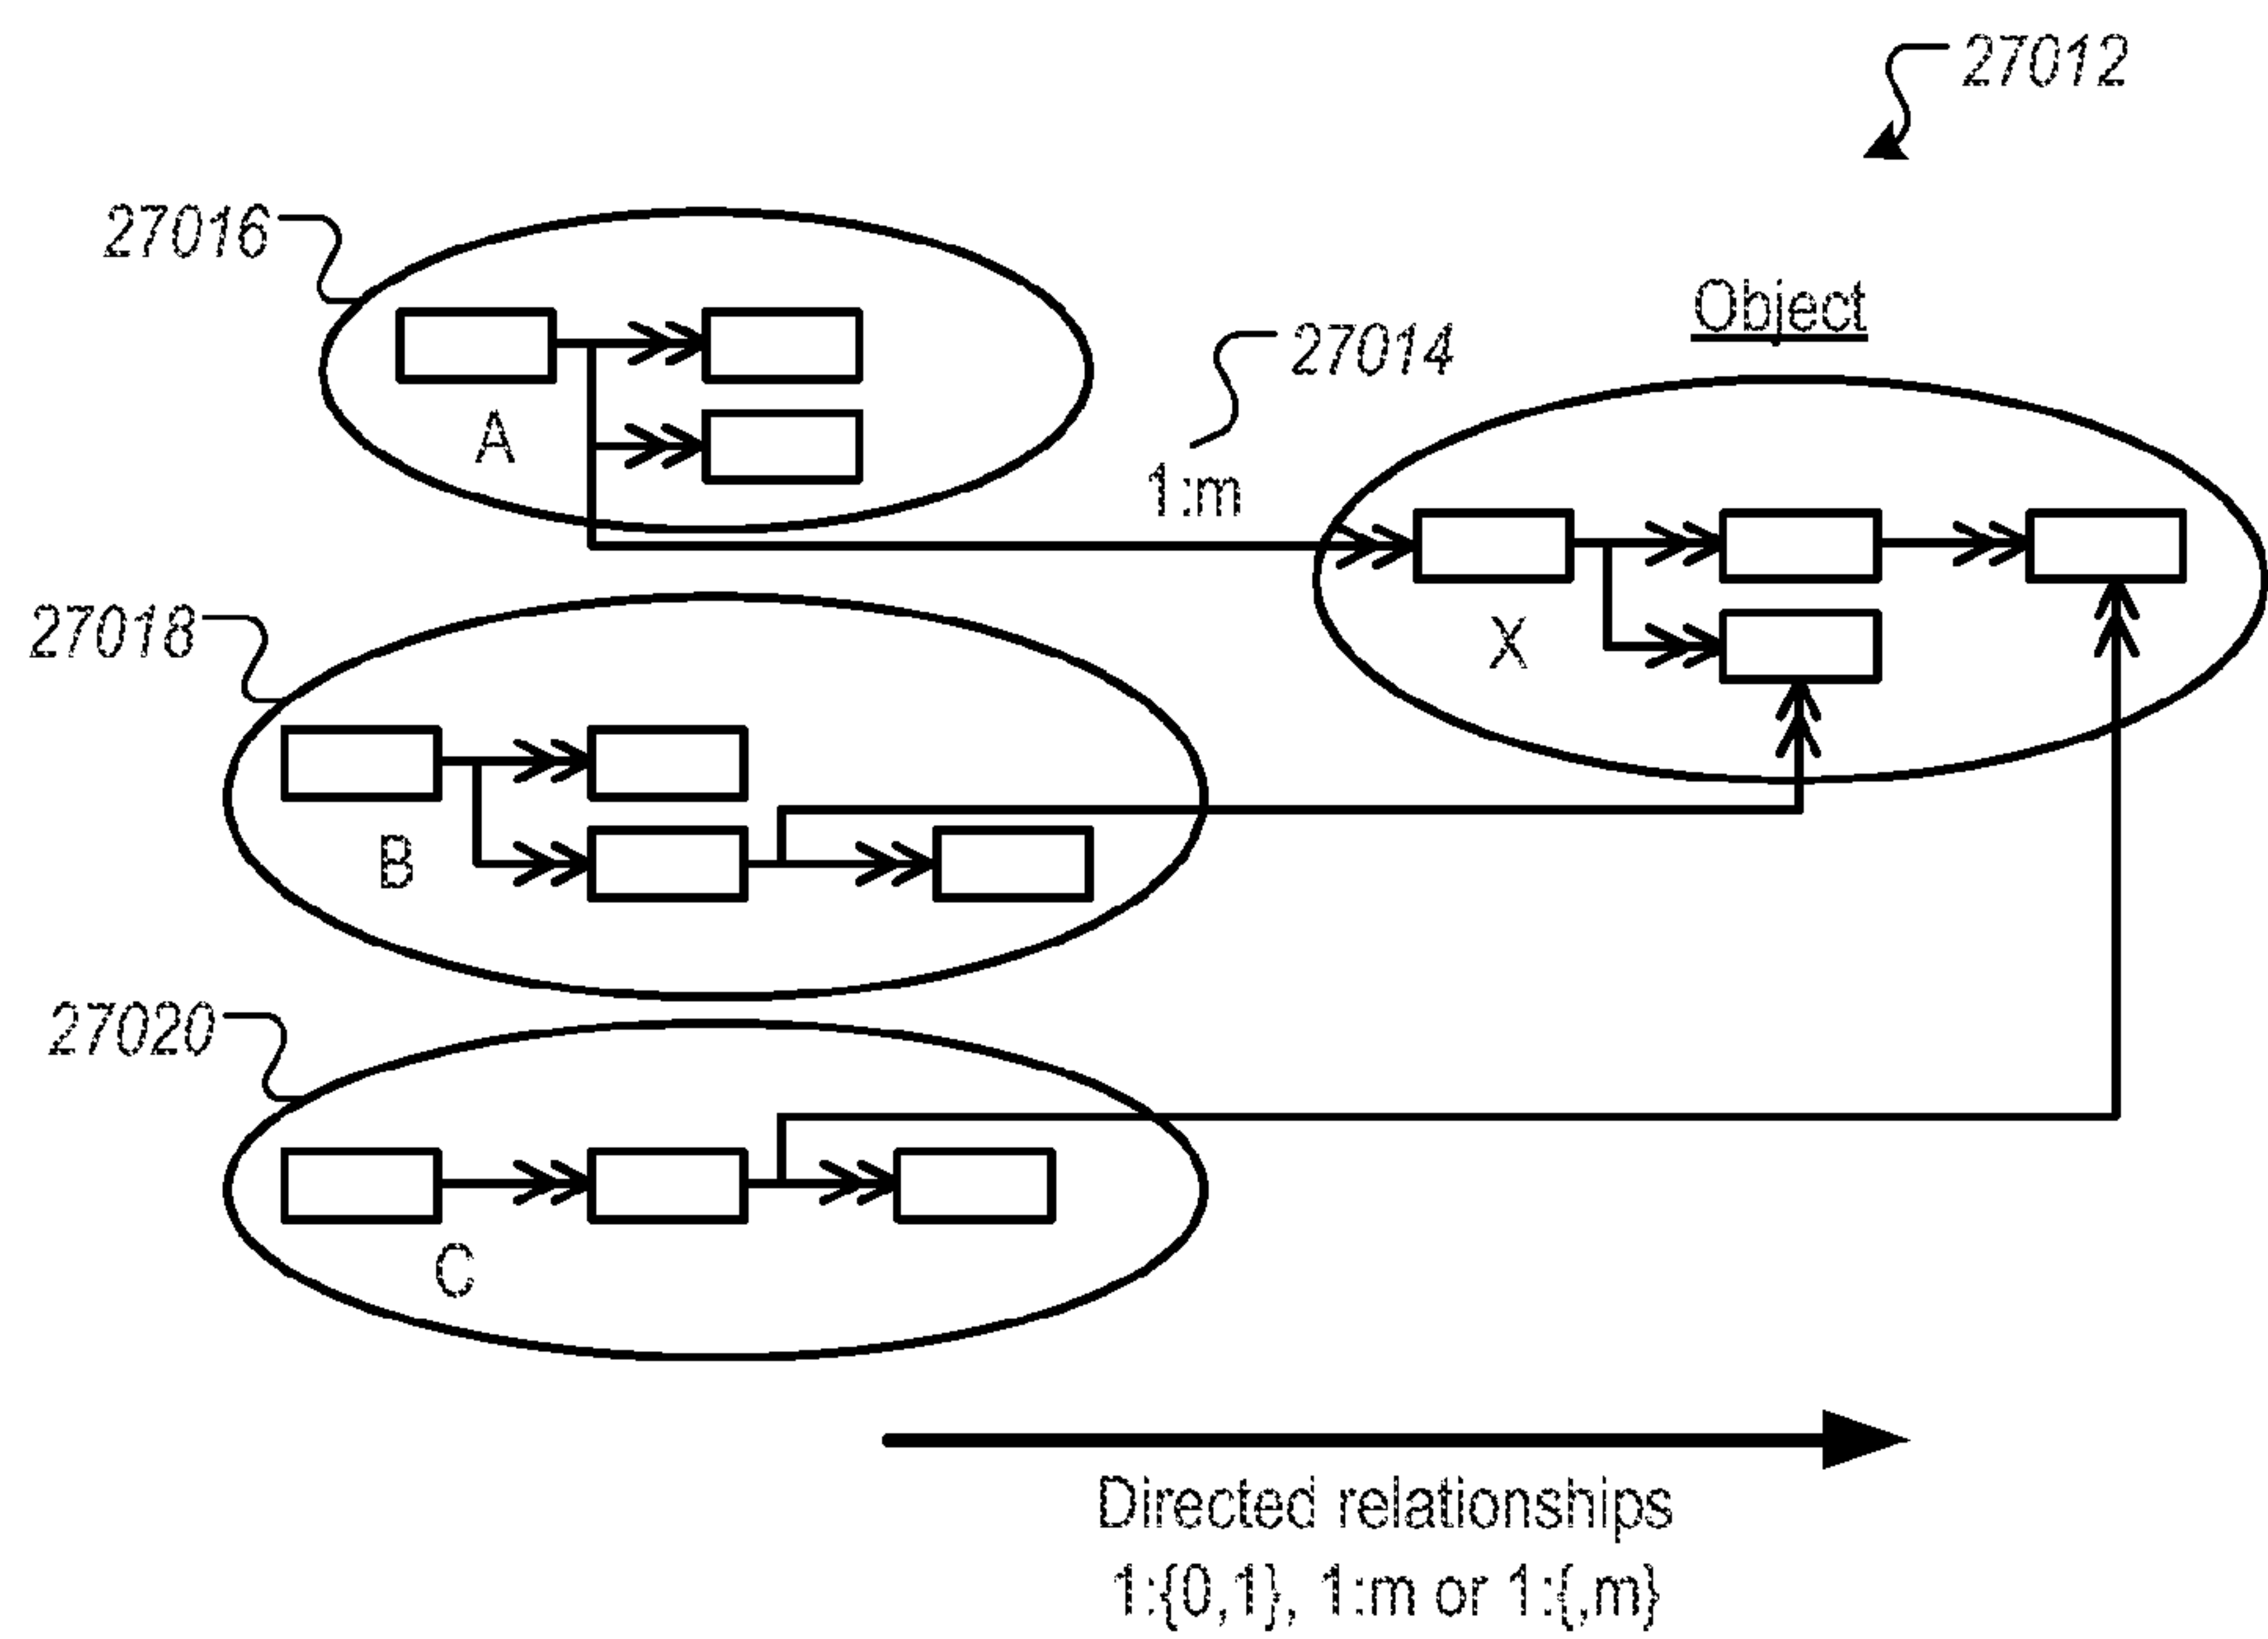 27012
27016
Object
27014
A
1:m
27018
X
B
27020
C
Directed relationships
1:{0,1}, 1:m or 1:{,m}